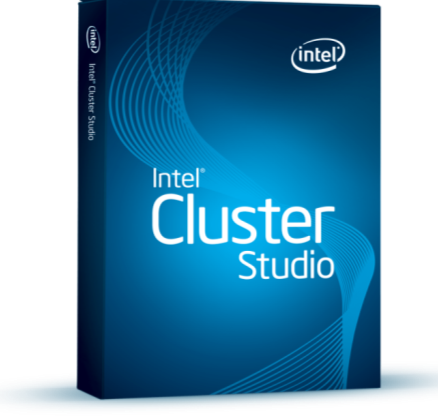 intel
Intel® Cluster Studio
intel
Intel®
Cluster
Studio